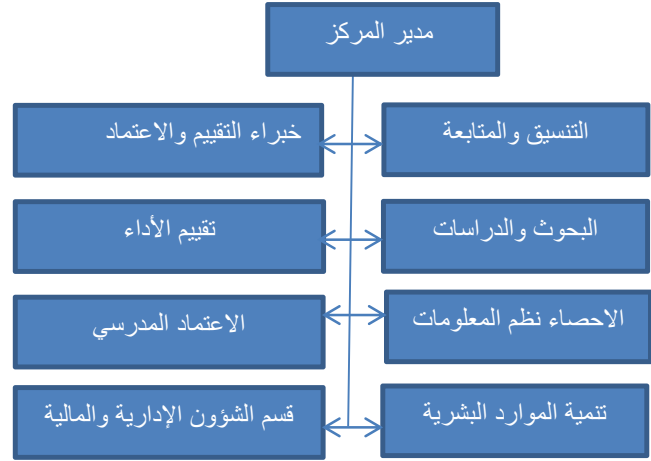 مدير المركز
التنسيق والمتابعة
خبراء التقييم والاعتماد
البحوث والدراسات
تقييم الأداء
الاحصاء نظم المعلومات
الاعتماد المدرسي
تنمية الموارد البشرية
قسم الشؤون الإدارية والمالية